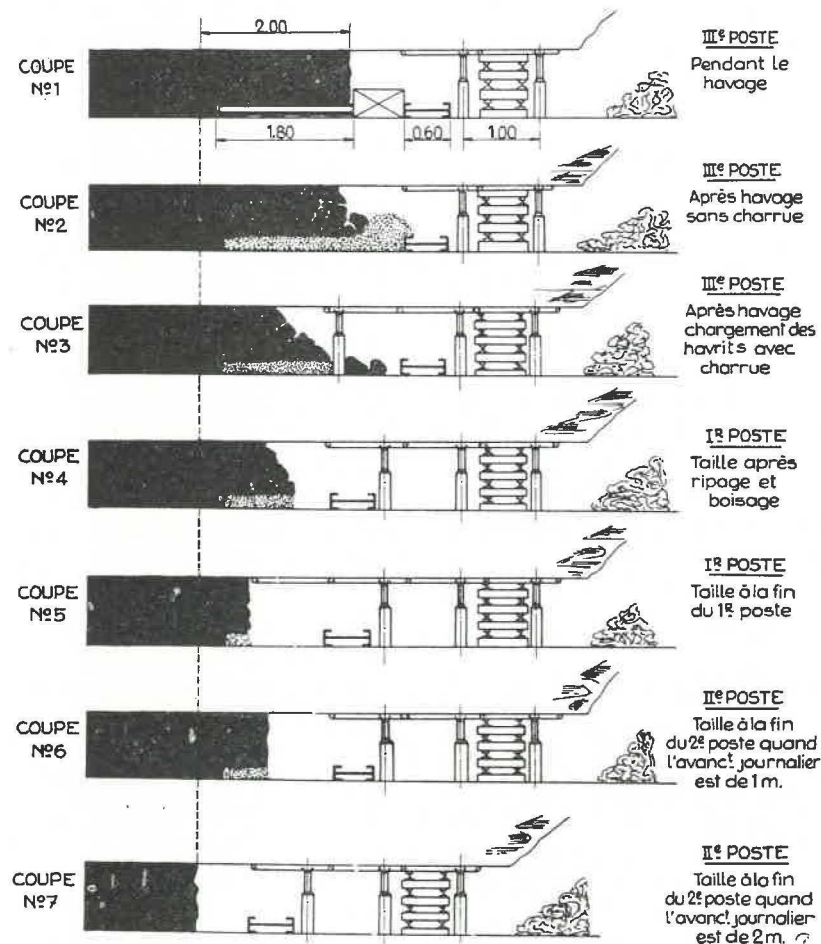 COUPE
Nº1
2.00
1.80
0.60
1.00
IIIᵉ POSTE
Pendant le
havage
COUPE
Nº2
IIIᵉ POSTE
Après havage
sans charrue
COUPE
Nº3
IIIᵉ POSTE
Après havage
chargement des
havrits avec
charrue
COUPE
Nº4
Iᴿ POSTE
Taille après
ripage et
boisage
COUPE
Nº5
Iᴿ POSTE
Taille à la fin
du 1ᴿ poste
COUPE
Nº6
IIᵉ POSTE
Taille à la fin
du 2ᵉ poste quand
l'avancᵗ. journalier
est de 1 m.
COUPE
Nº7
IIᵉ POSTE
Taille à la fin
du 2ᵉ poste quand
l'avancᵗ. journalier
est de 2 m.